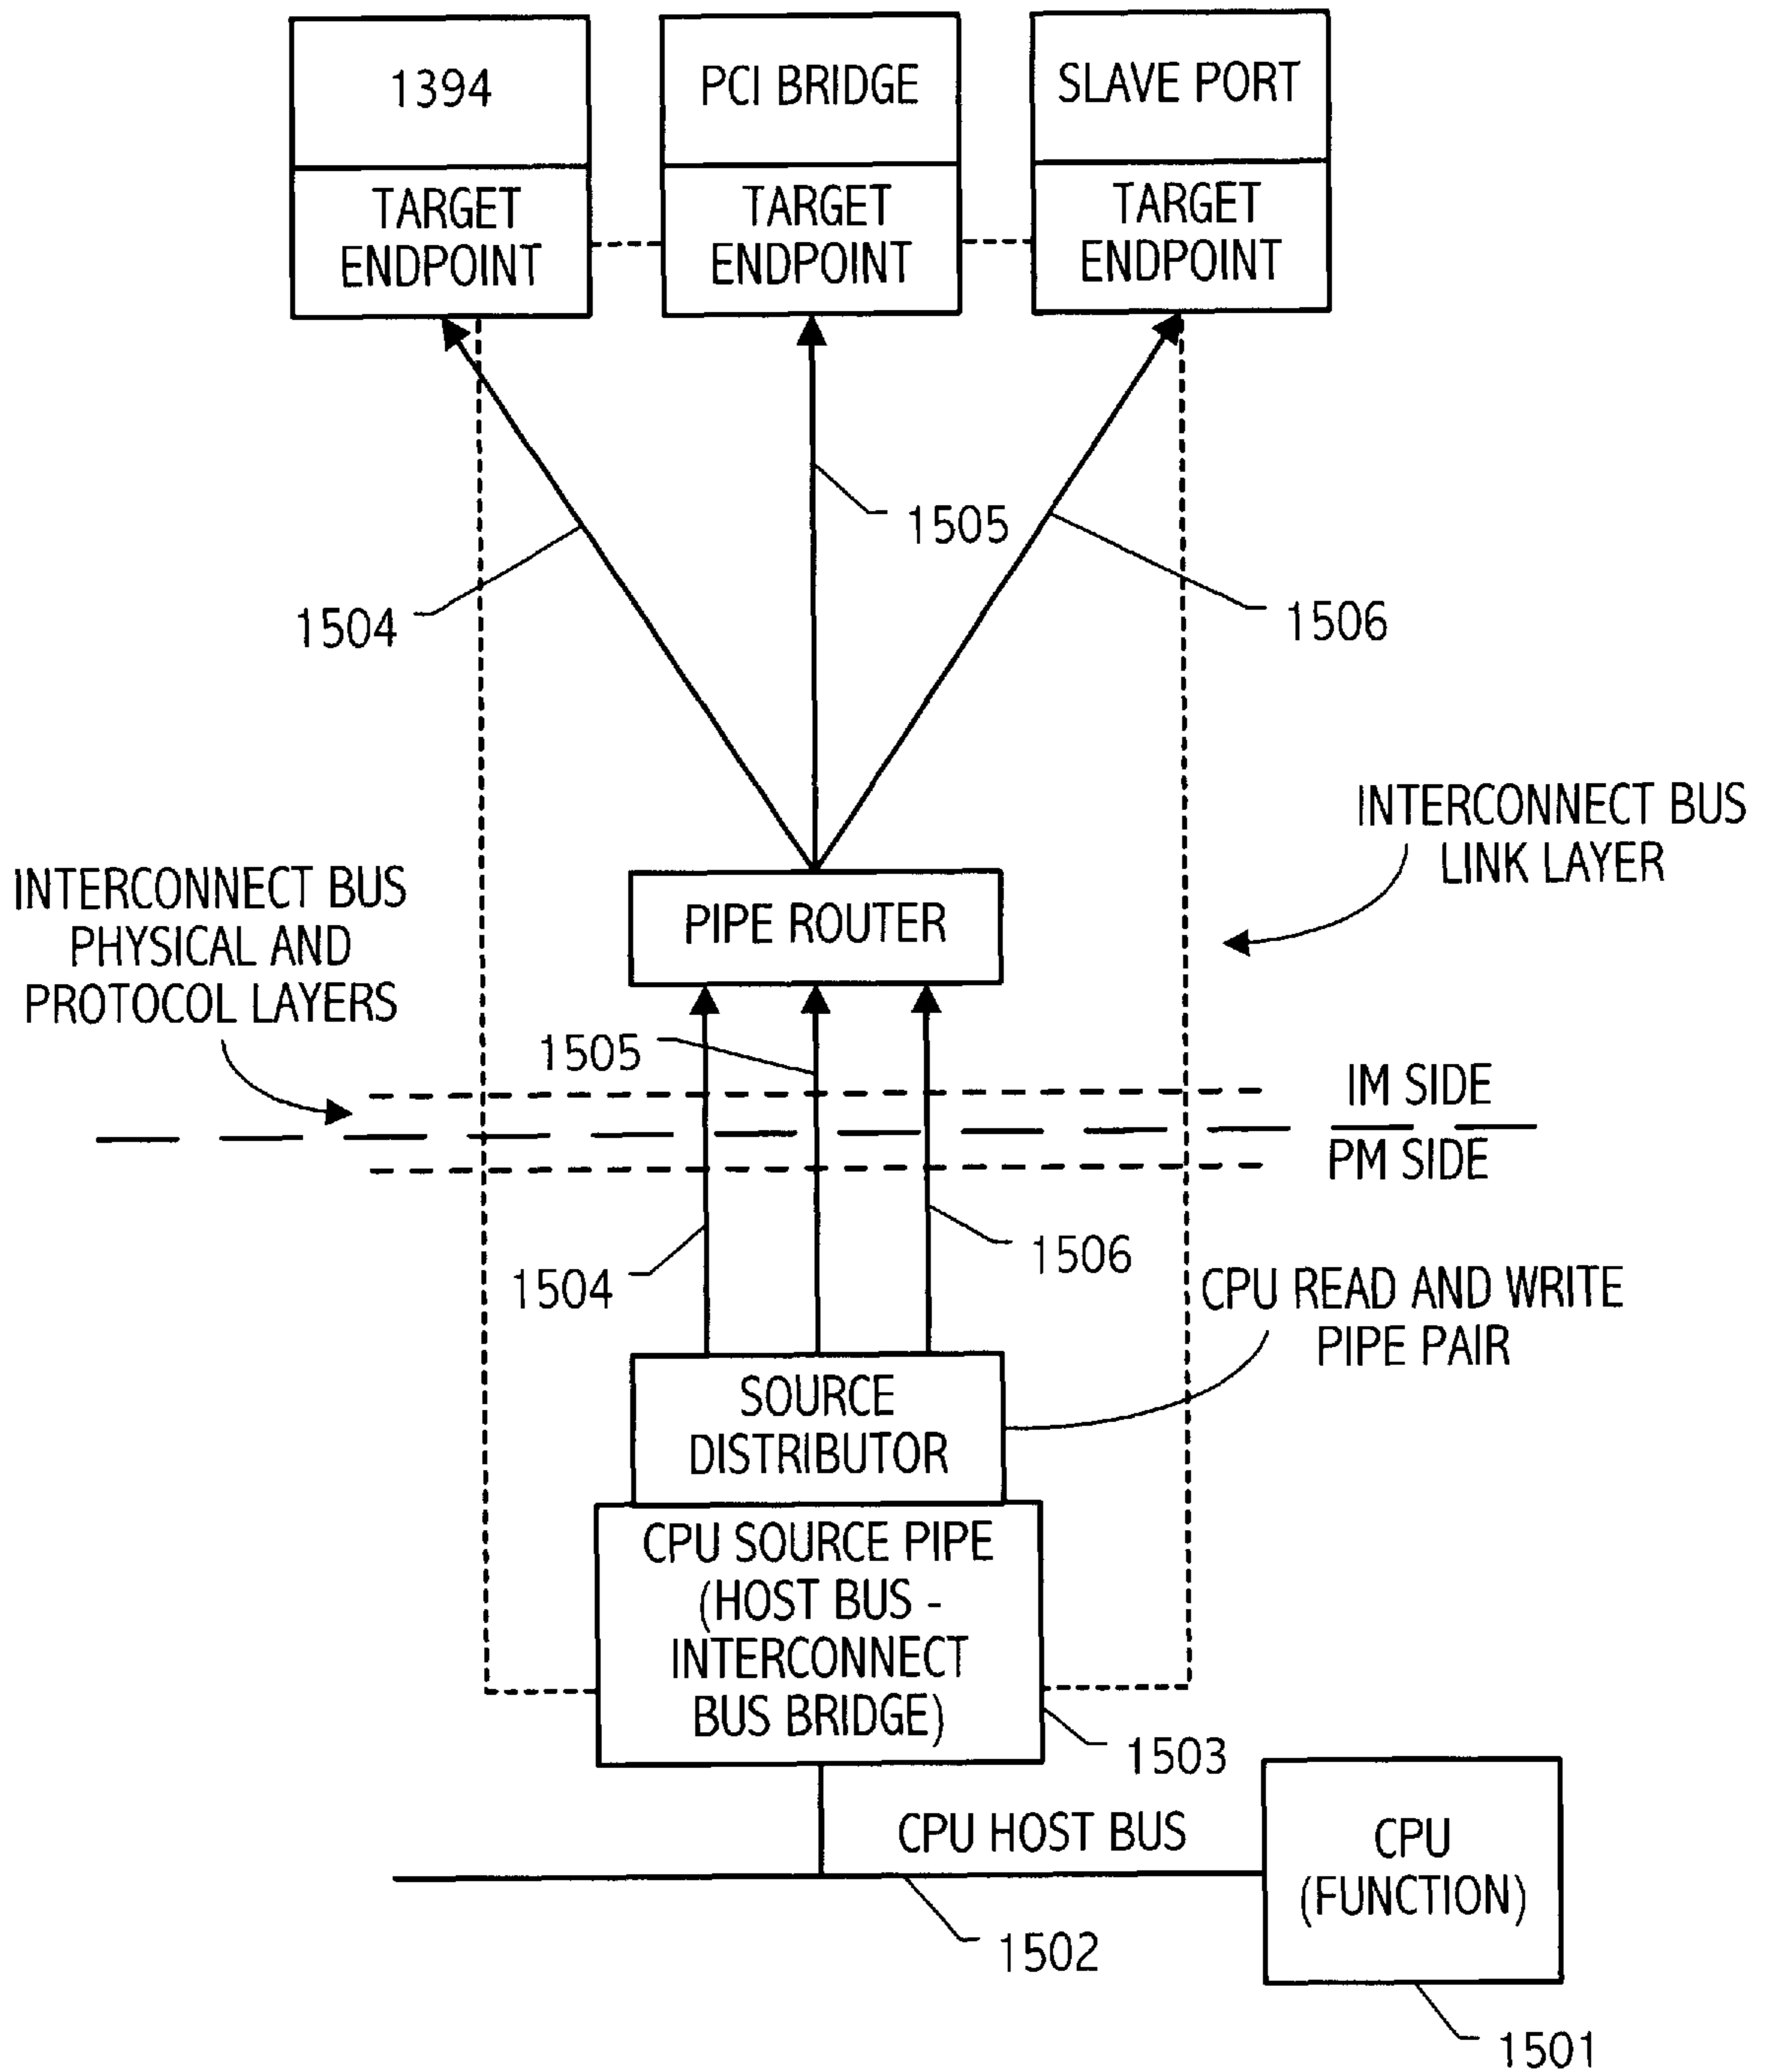 1394
PCI BRIDGE
SLAVE PORT
TARGET
ENDPOINT
TARGET
ENDPOINT
TARGET
ENDPOINT
1505
1504
1506
INTERCONNECT BUS
LINK LAYER
INTERCONNECT BUS
PHYSICAL AND
PROTOCOL LAYERS
PIPE ROUTER
1505
IM SIDE
PM SIDE
1506
1504
CPU READ AND WRITE
PIPE PAIR
SOURCE
DISTRIBUTOR
CPU SOURCE PIPE
(HOST BUS -
INTERCONNECT
BUS BRIDGE)
1503
CPU HOST BUS
CPU
(FUNCTION)
1502
1501